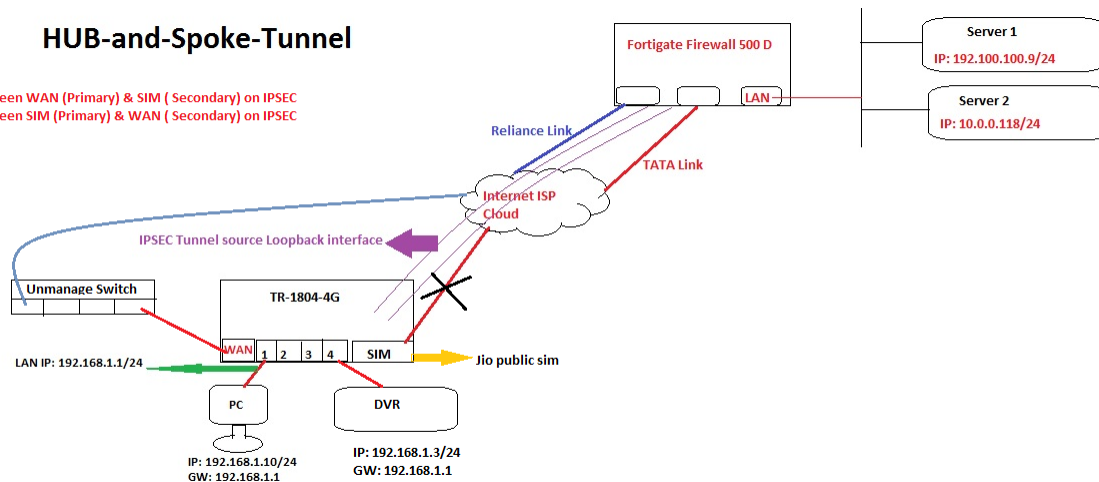 HUB-and-Spoke-Tunnel
Fortigate Firewall 500 D
Server 1
IP: 192.100.100.9/24
een WAN (Primary) & SIM ( Secondary) on IPSEC
een SIM (Primary) & WAN ( Secondary) on IPSEC
LAN
Server 2
IP: 10.0.0.118/24
Reliance Link
TATA Link
Internet ISP
Cloud
IPSEC Tunnel source Loopback interface
Unmanage Switch
TR-1804-4G
WAN
1
2
3
4
SIM
Jio public sim
LAN IP: 192.168.1.1/24
PC
DVR
IP: 192.168.1.10/24
GW: 192.168.1.1
IP: 192.168.1.3/24
GW: 192.168.1.1